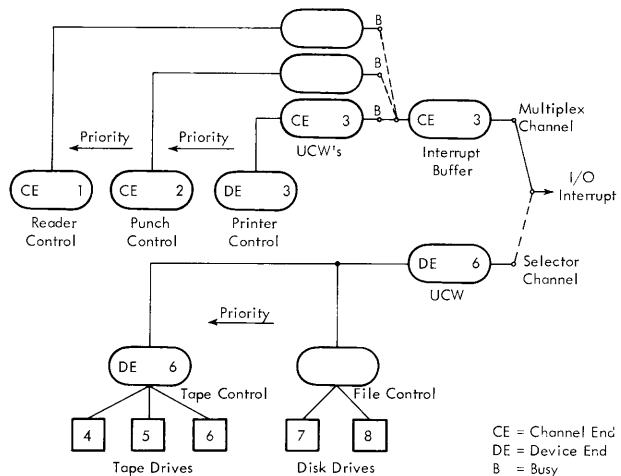 B
B
B
CE 3
CE 3
Multiplex
Channel
UCW's
Interrupt
Buffer
I/O
Interrupt
Priority
Priority
CE 1
CE 2
DE 3
Reader
Control
Punch
Control
Printer
Control
DE 6
Selector
Channel
UCW
Priority
DE 6
Tape Control
File Control
4
5
6
7
8
Tape Drives
Disk Drives
CE = Channel End
DE = Device End
B = Busy